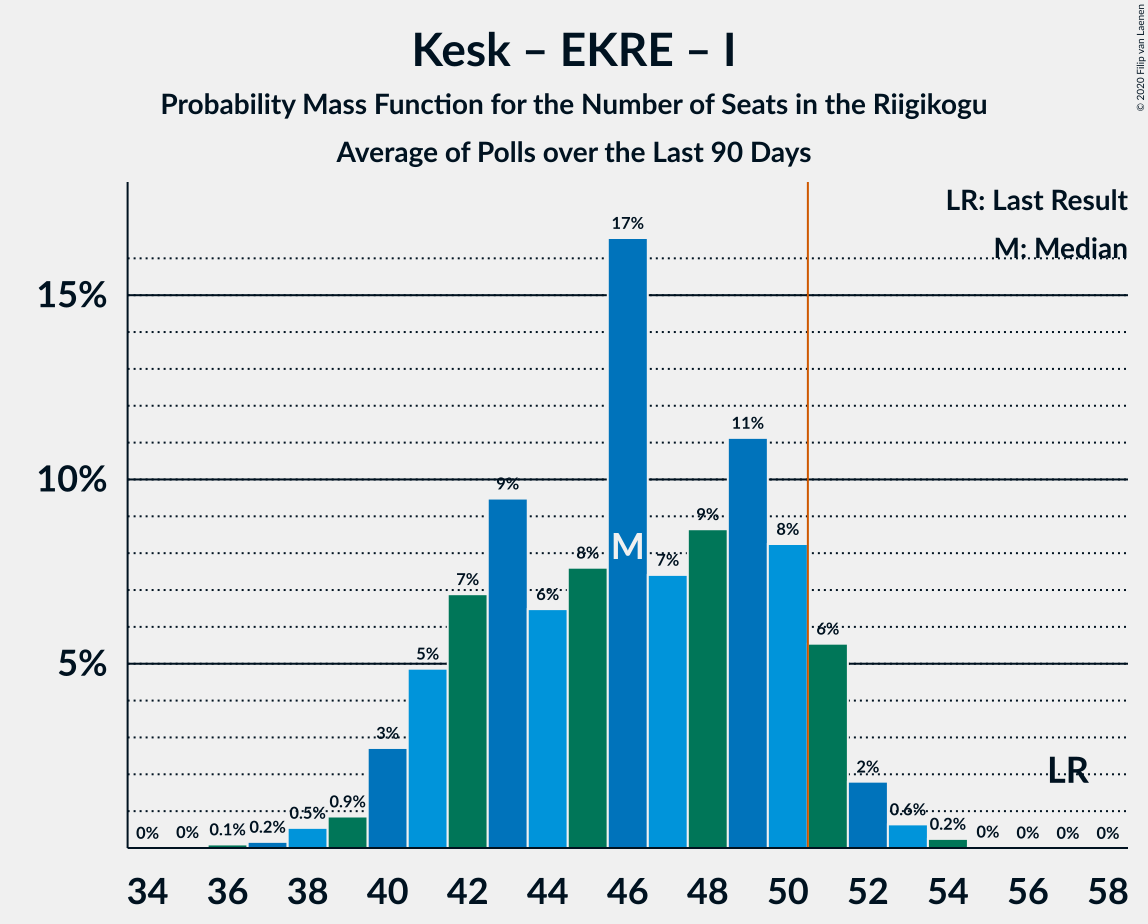 Kesk – EKRE – I
Probability Mass Function for the Number of Seats in the Riigikogu
Average of Polls over the Last 90 Days
© 2020 Filip van Laenen
LR: Last Result
M: Median
17%
15%
11%
10%
9%
9%
8%
M
8%
7%
7%
6%
6%
5%
5%
3%
2%
LR
0.9%
0.5%
0.6%
0% 0% 0.1% 0.2% 0.2% 0% 0% 0% 0%
34 36 38 40 42 44 46 48 50 52 54 56 58